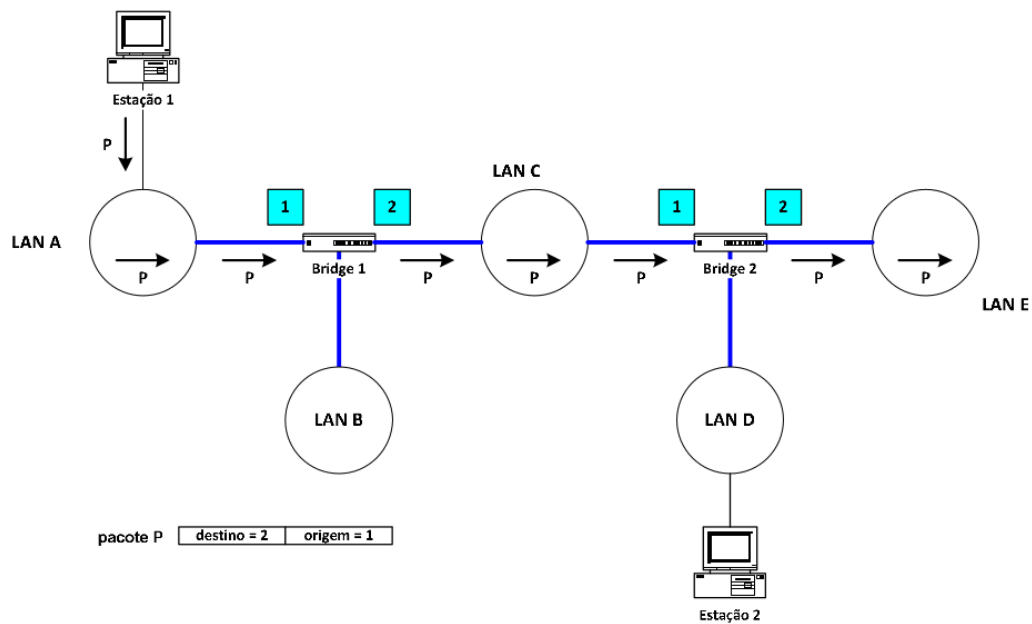 Estação 1
P
LAN C
1
2
1
2
LAN A
P
P
Bridge 1
P
P
P
Bridge 2
P
P
LAN E
LAN B
LAN D
pacote P
destino = 2
origem = 1
Estação 2